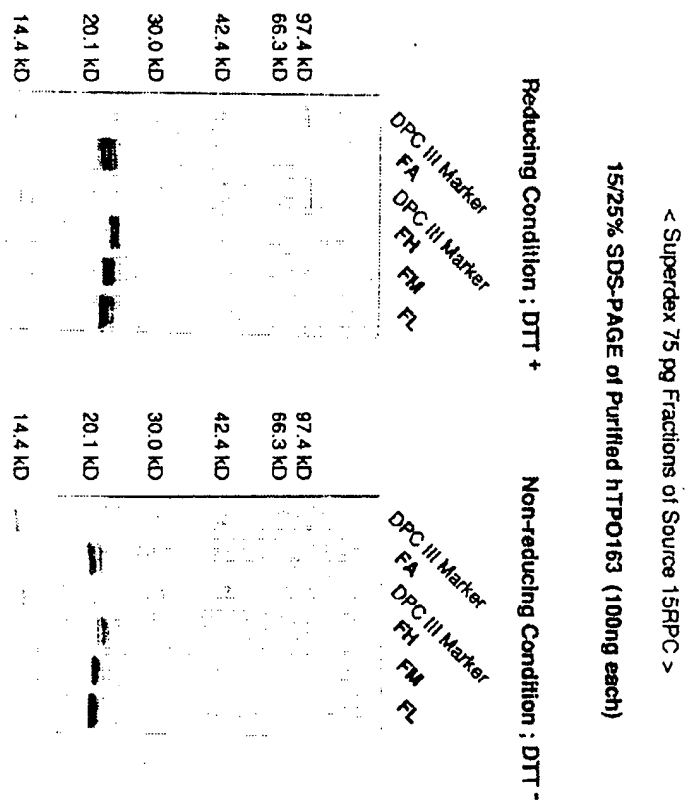 < Superdex 75 pg Fractions of Source 15RPC >
15/25% SDS-PAGE of Purified hTPO163 (100ng each)
Reducing Condition ; DTT +
DPC III Marker
FA
DPC III Marker
FH
FM
FL
97.4 kD
66.3 kD
42.4 kD
30.0 kD
20.1 kD
14.4 kD
Non-reducing Condition ; DTT -
DPC III Marker
FA
DPC III Marker
FH
FM
FL
97.4 kD
66.3 kD
42.4 kD
30.0 kD
20.1 kD
14.4 kD